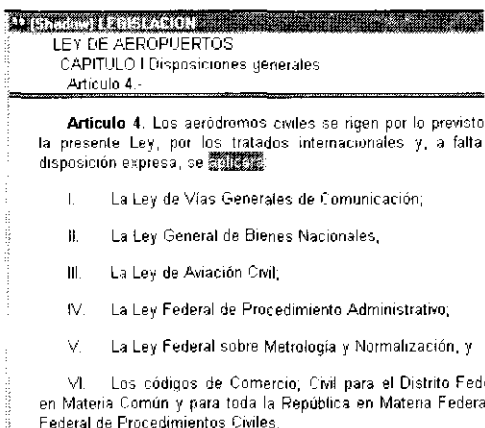 ** [Shadow] LEGISLACION
LEY DE AEROPUERTOS
CAPITULO I Disposiciones generales
Artículo 4.-
Artículo 4. Los aeródromos civiles se rigen por lo previsto
la presente Ley, por los tratados internacionales y, a falta
disposición expresa, se aplicará:
I. La Ley de Vías Generales de Comunicación;
II. La Ley General de Bienes Nacionales,
III. La Ley de Aviación Civil;
IV. La Ley Federal de Procedimiento Administrativo;
V. La Ley Federal sobre Metrología y Normalización, y
VI. Los códigos de Comercio; Civil para el Distrito Fed
en Materia Común y para toda la República en Materia Federa
Federal de Procedimientos Civiles.